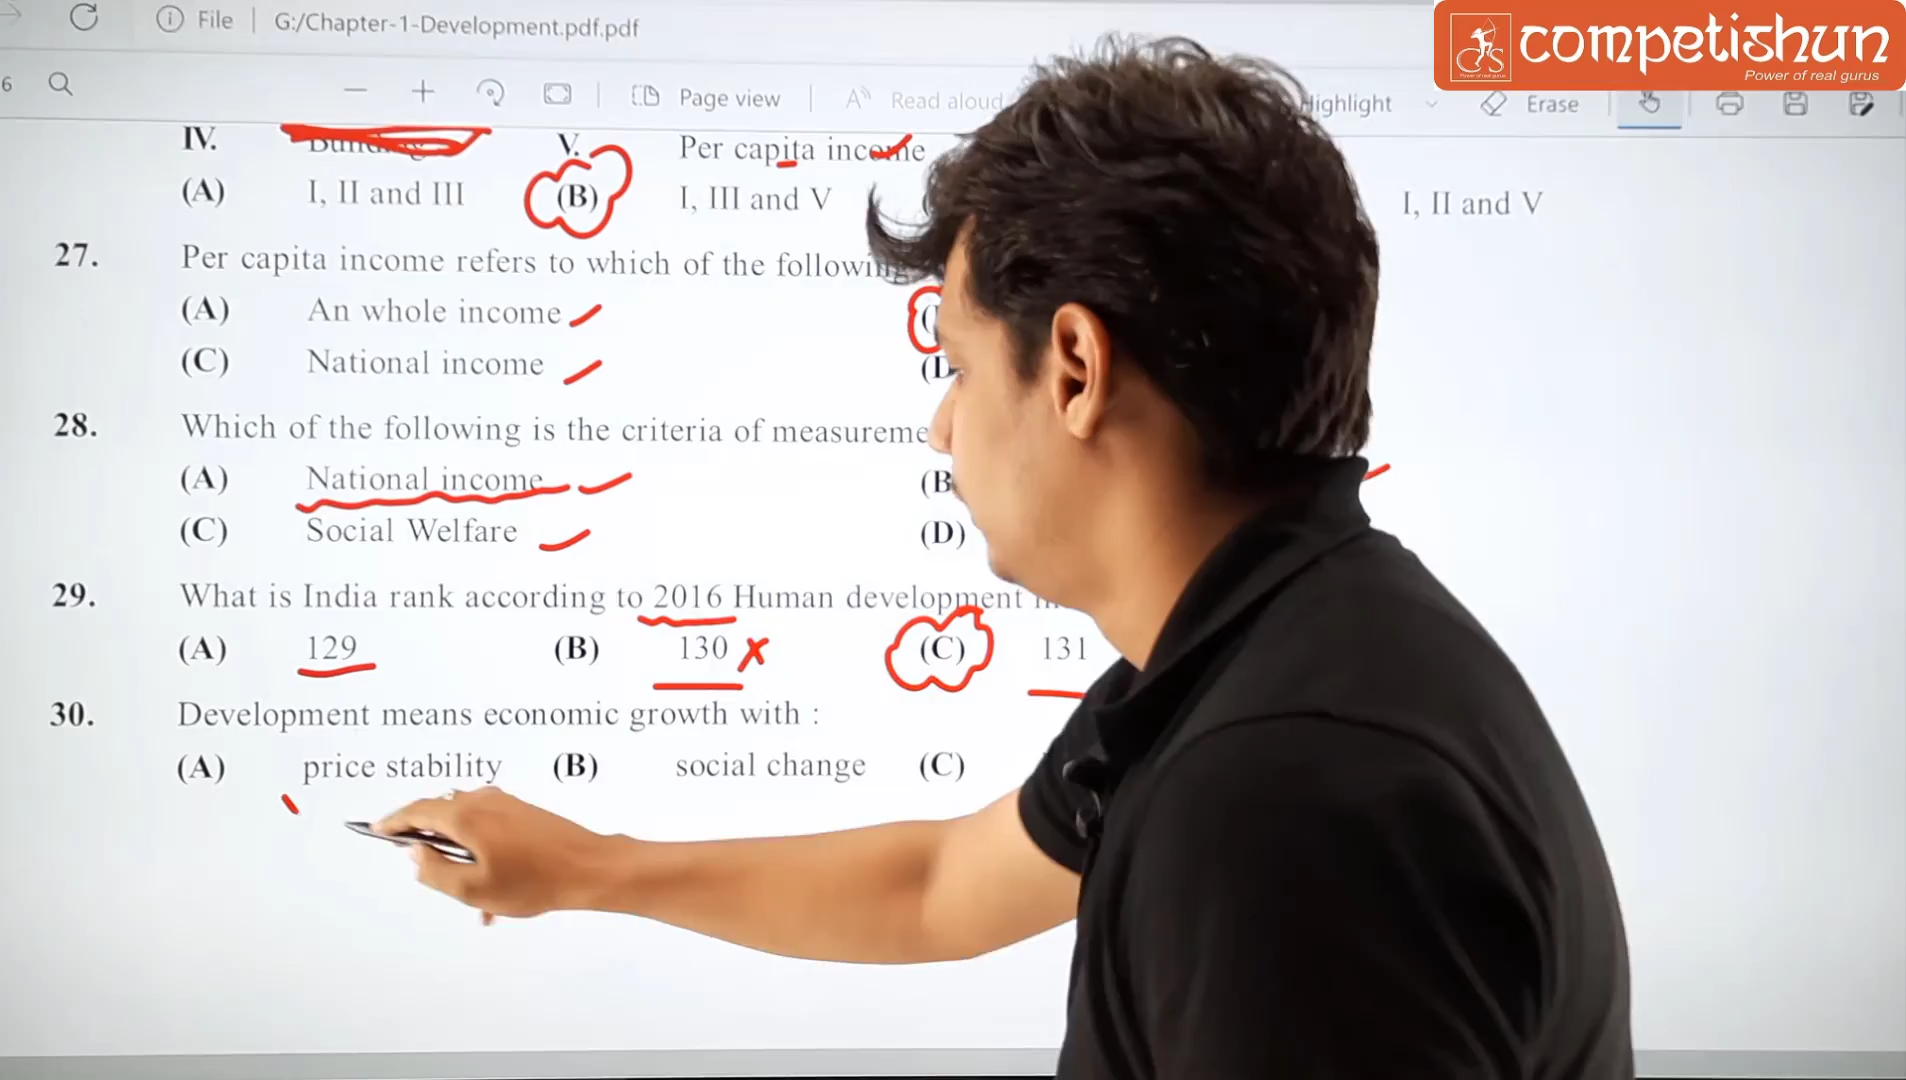 File | G:/Chapter-1-Development.pdf.pdf
competishun
Power of real gurus
6 Page view Read aloud Highlight Erase
IV. V. Per capita income
(A) I, II and III (B) I, III and V I, II and V
27. Per capita income refers to which of the following
(A) An whole income
(C) National income
28. Which of the following is the criteria of
(A) National income
(C) Social Welfare (D)
29. What is India rank according to 2016 Human development
(A) 129 (B) 130 (C) 131
30. Development means economic growth with :
(A) price stability (B) social change (C)